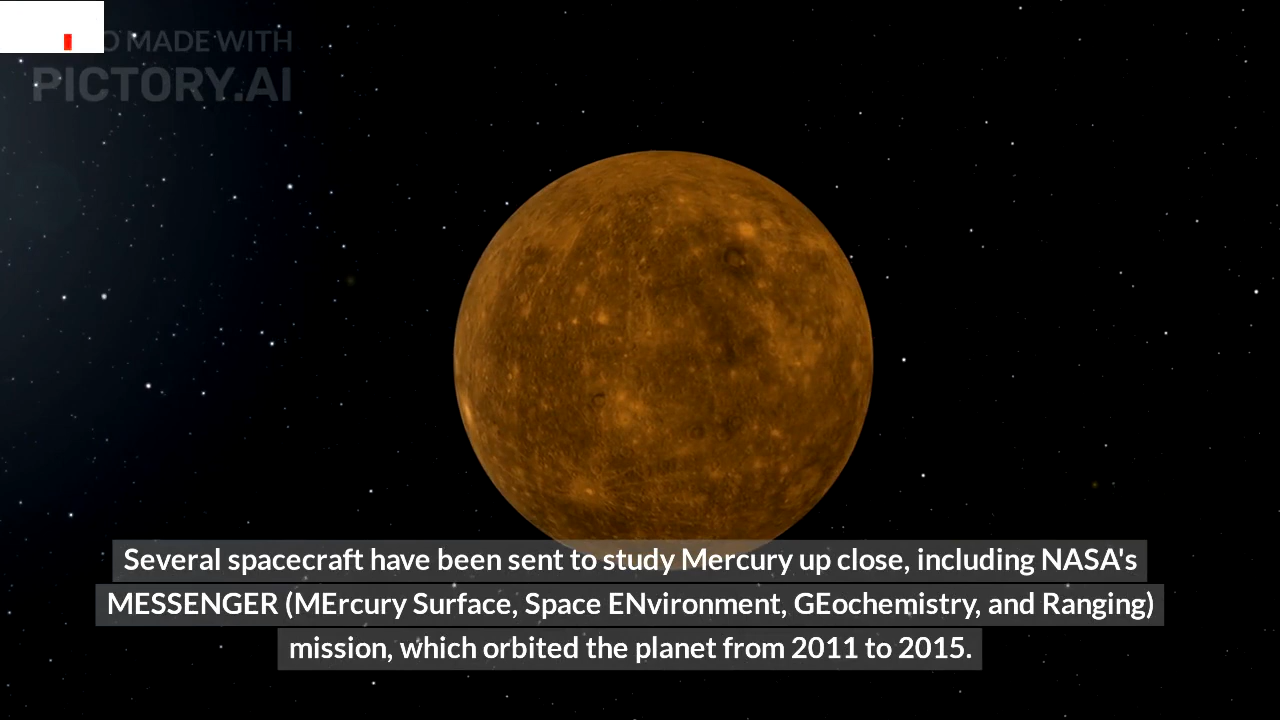 O MADE WITH
PICTORY.AI
Several spacecraft have been sent to study Mercury up close, including NASA's
MESSENGER (MErcury Surface, Space ENvironment, GEochemistry, and Ranging)
mission, which orbited the planet from 2011 to 2015.